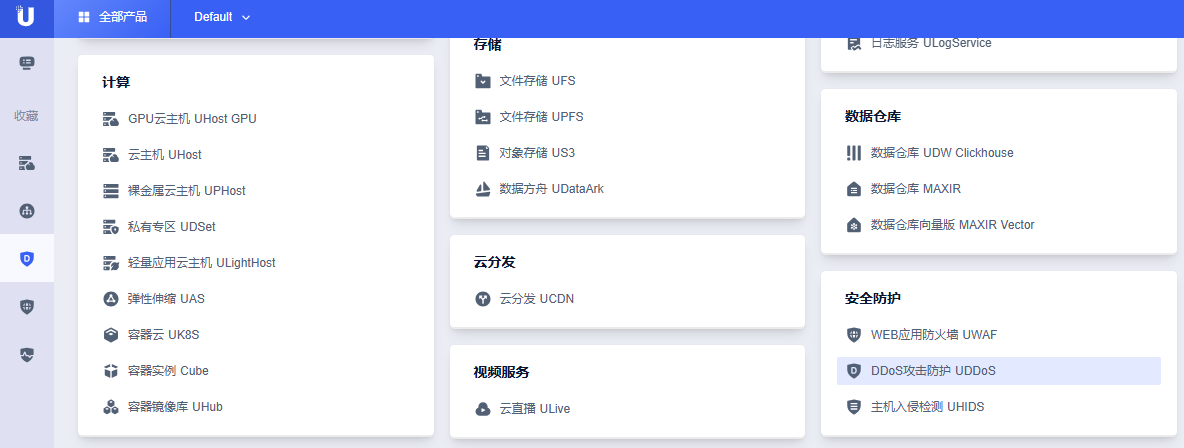 全部产品
Default
收藏
计算
GPU云主机 UHost GPU
云主机 UHost
裸金属云主机 UPHost
私有专区 UDSet
轻量应用云主机 ULightHost
弹性伸缩 UAS
容器云 UK8S
容器实例 Cube
容器镜像库 UHub
存储
文件存储 UFS
文件存储 UPFS
对象存储 US3
数据方舟 UDataArk
云分发
云分发 UCDN
视频服务
云直播 ULive
日志服务 ULogService
数据仓库
数据仓库 UDW Clickhouse
数据仓库 MAXIR
数据仓库向量版 MAXIR Vector
安全防护
WEB应用防火墙 UWAF
DDoS攻击防护 UDDoS
主机入侵检测 UHIDS